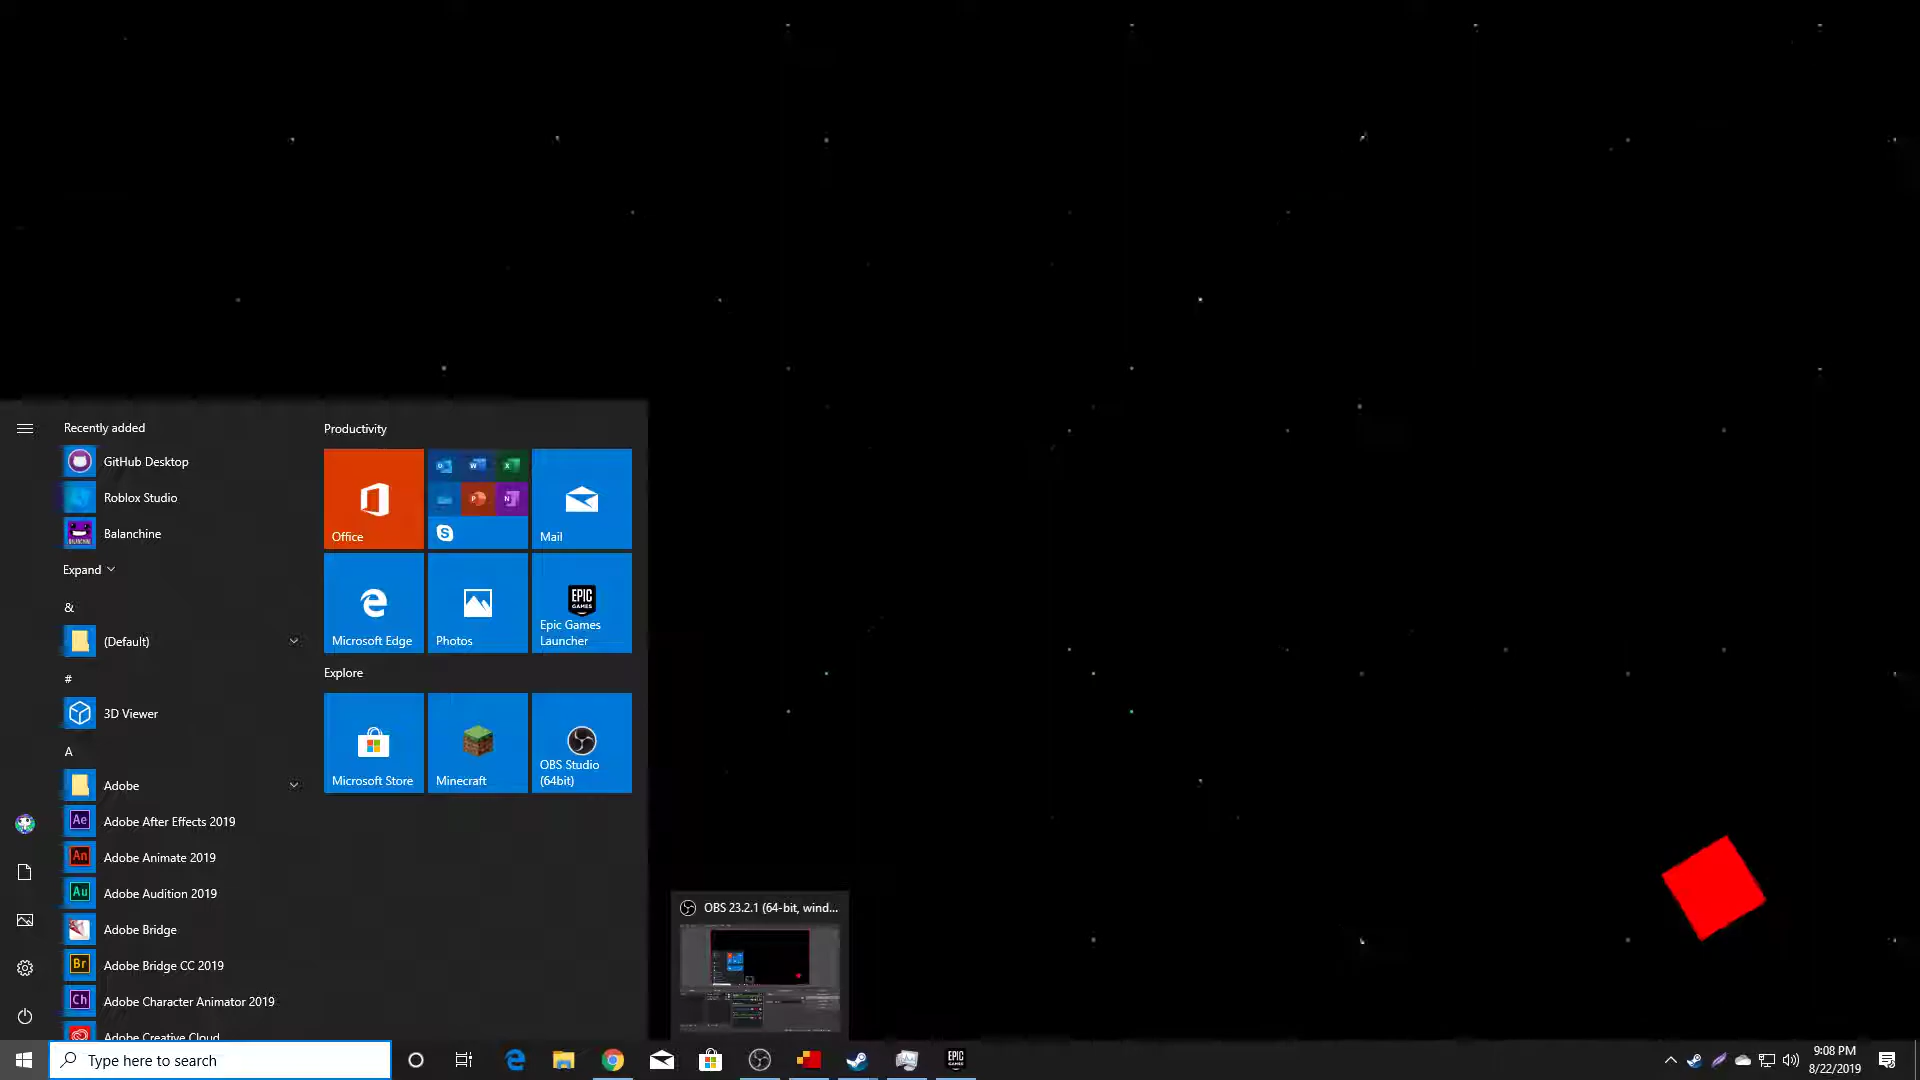 Recently added
GitHub Desktop
Roblox Studio
Balanchine
Expand
&
(Default)
#
3D Viewer
A
Adobe
Adobe After Effects 2019
Adobe Animate 2019
Adobe Audition 2019
Adobe Bridge
Adobe Bridge CC 2019
Adobe Character Animator 2019
Adobe Creative Cloud
Productivity
Office
Mail
Microsoft Edge
Photos
EPIC
GAMES
Epic Games
Launcher
Explore
Microsoft Store
Minecraft
OBS Studio
(64bit)
OBS 23.2.1 (64-bit, wind...
Type here to search
EPIC
9:08 PM
8/22/2019